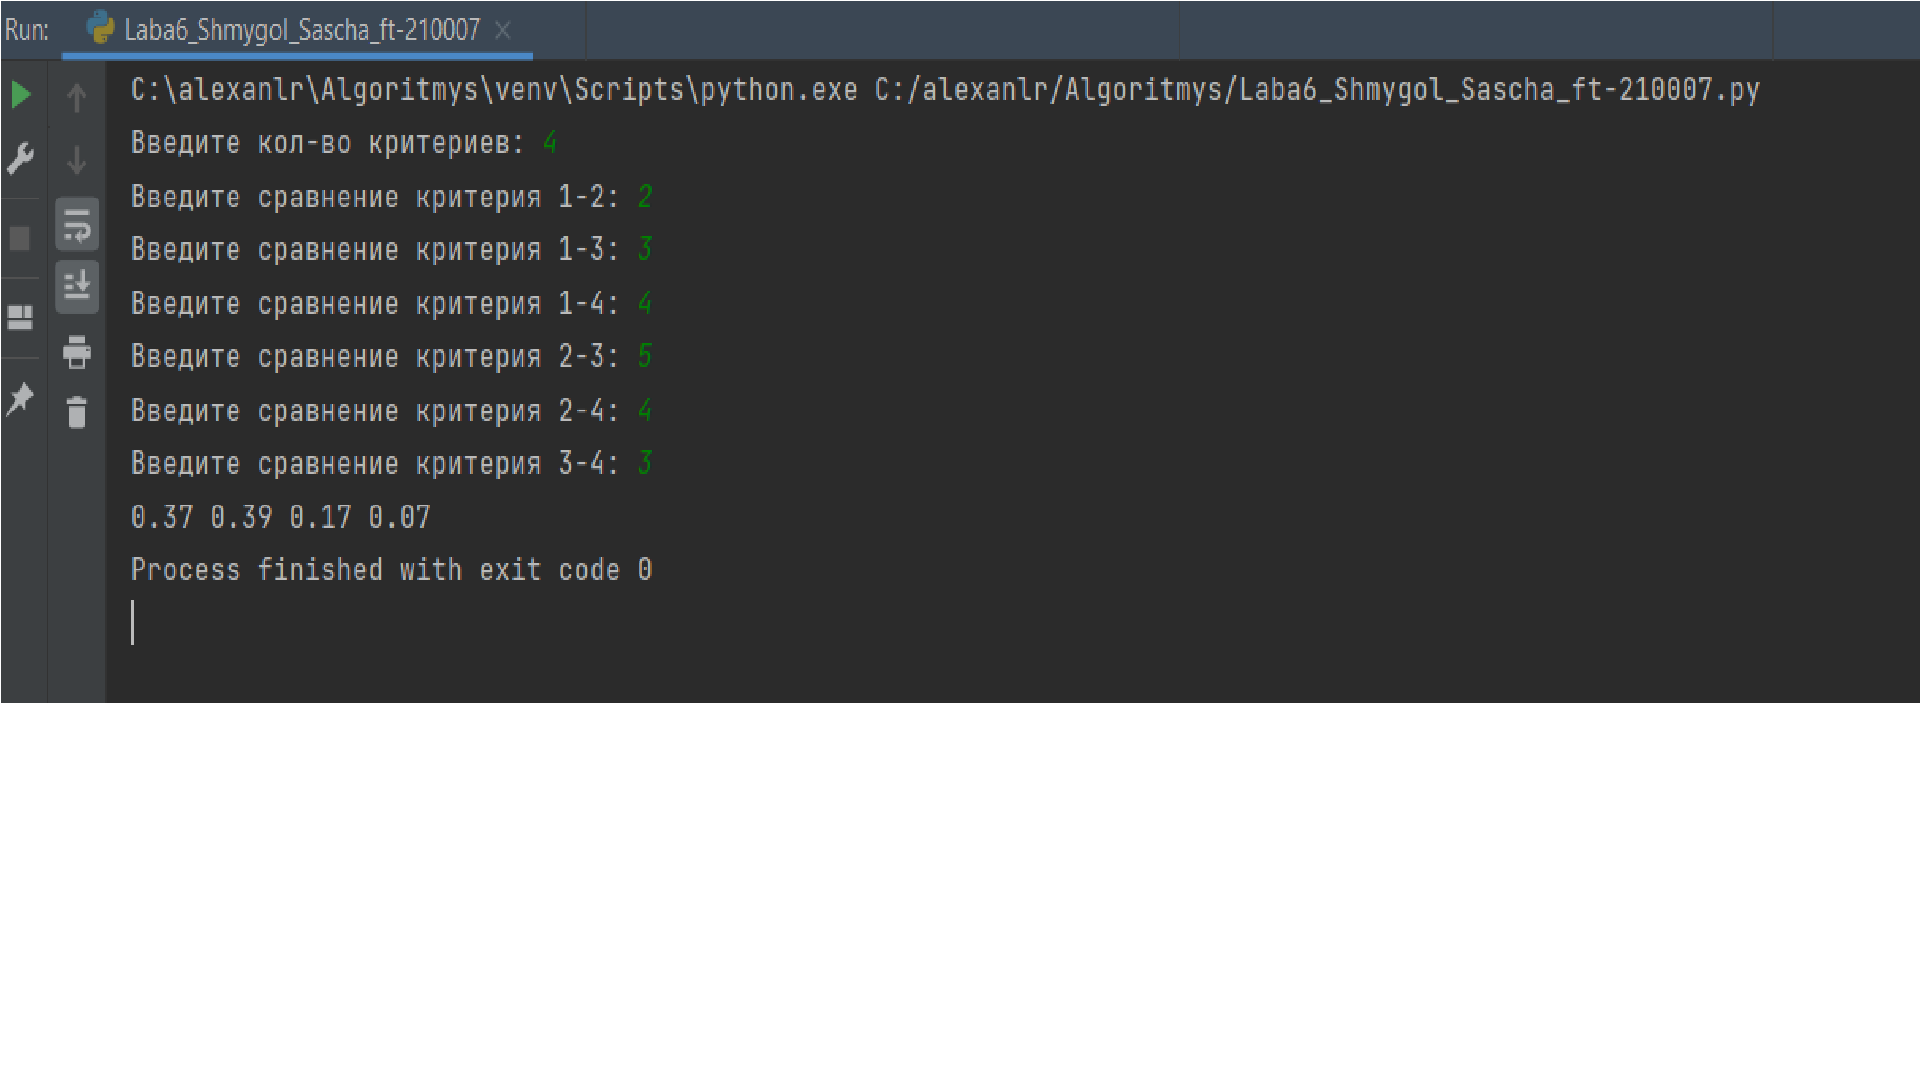 Run: Laba6_Shmygol_Sascha_ft-210007
C:\alexanlr\Algoritmys\venv\Scripts\python.exe C:/alexanlr/Algoritmys/Laba6_Shmygol_Sascha_ft-210007.py
Введите кол-во критериев: 4
Введите сравнение критерия 1-2: 2
Введите сравнение критерия 1-3: 3
Введите сравнение критерия 1-4: 4
Введите сравнение критерия 2-3: 5
Введите сравнение критерия 2-4: 4
Введите сравнение критерия 3-4: 3
0.37 0.39 0.17 0.07
Process finished with exit code 0